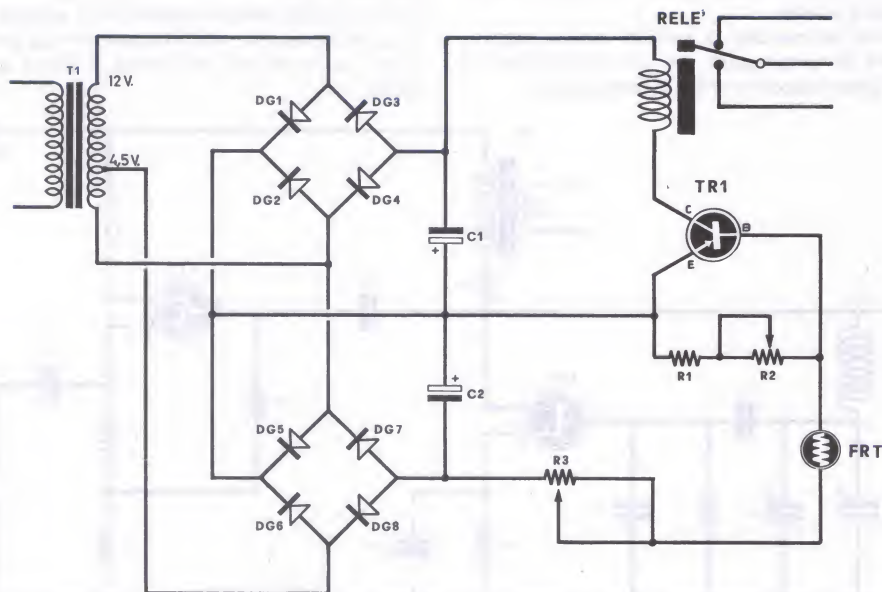 RELE'
T1
12 V.
DG1
DG3
4,5 V.
DG2
DG4
TR1
C
B
E
C1
+
+
C2
R1
R2
DG5
DG7
R3
FRT
DG6
DG8